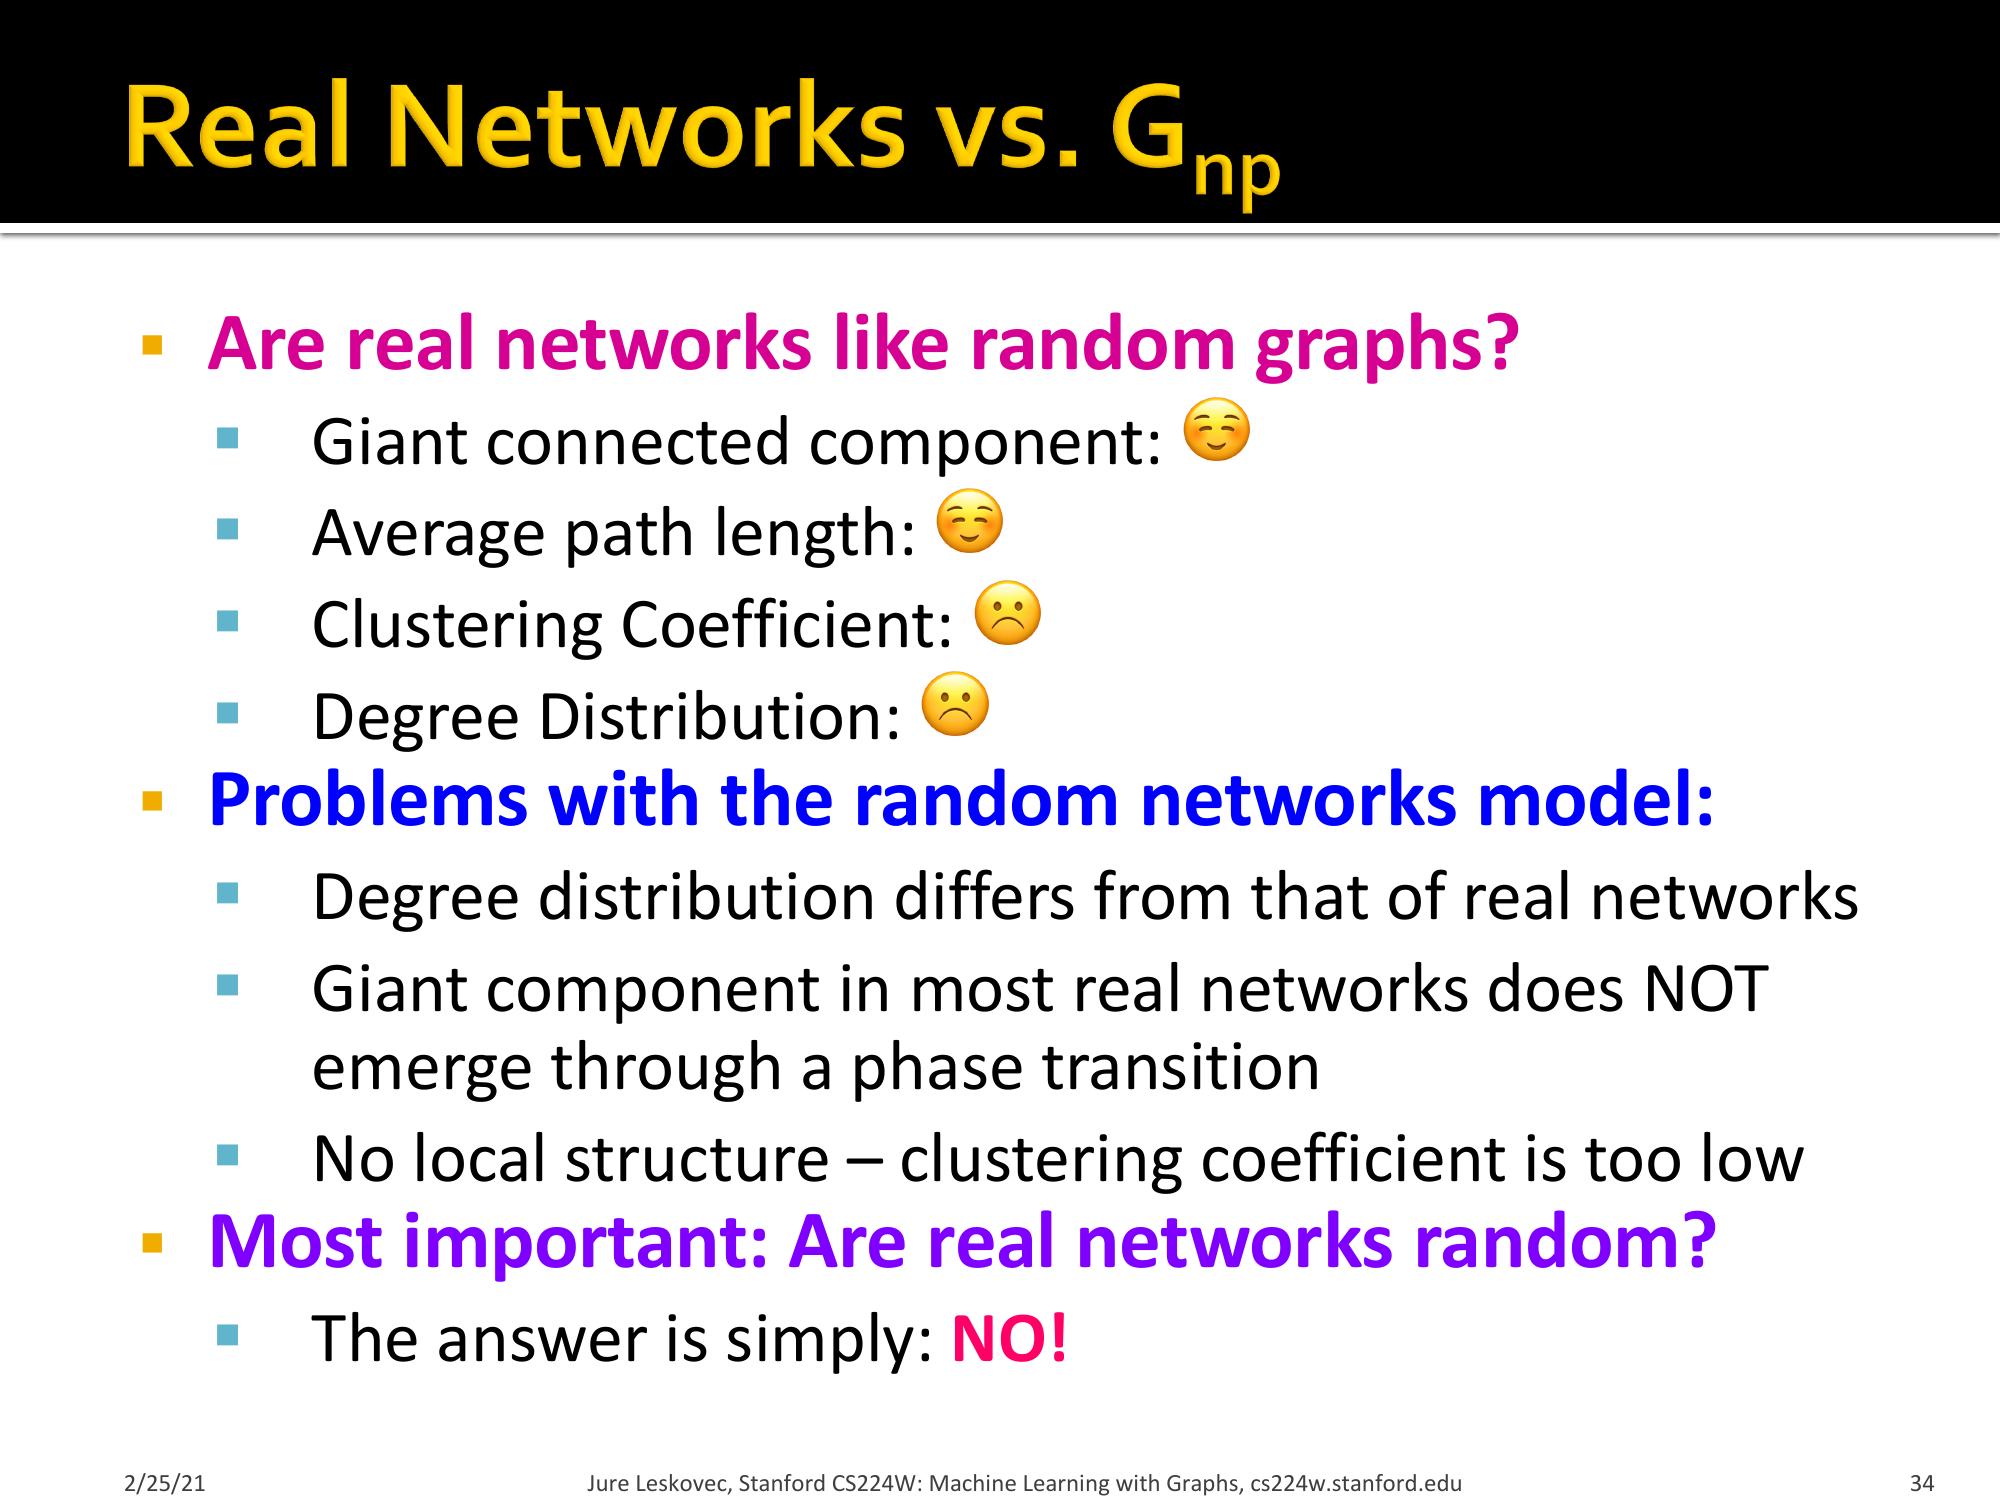 Real Networks vs. Gnp
Are real networks like random graphs?
Giant connected component: ☺️
Average path length: ☺️
Clustering Coefficient: ☹️
Degree Distribution: ☹️
Problems with the random networks model:
Degree distribution differs from that of real networks
Giant component in most real networks does NOT
emerge through a phase transition
No local structure – clustering coefficient is too low
Most important: Are real networks random?
The answer is simply: NO!
2/25/21
Jure Leskovec, Stanford CS224W: Machine Learning with Graphs, cs224w.stanford.edu
34